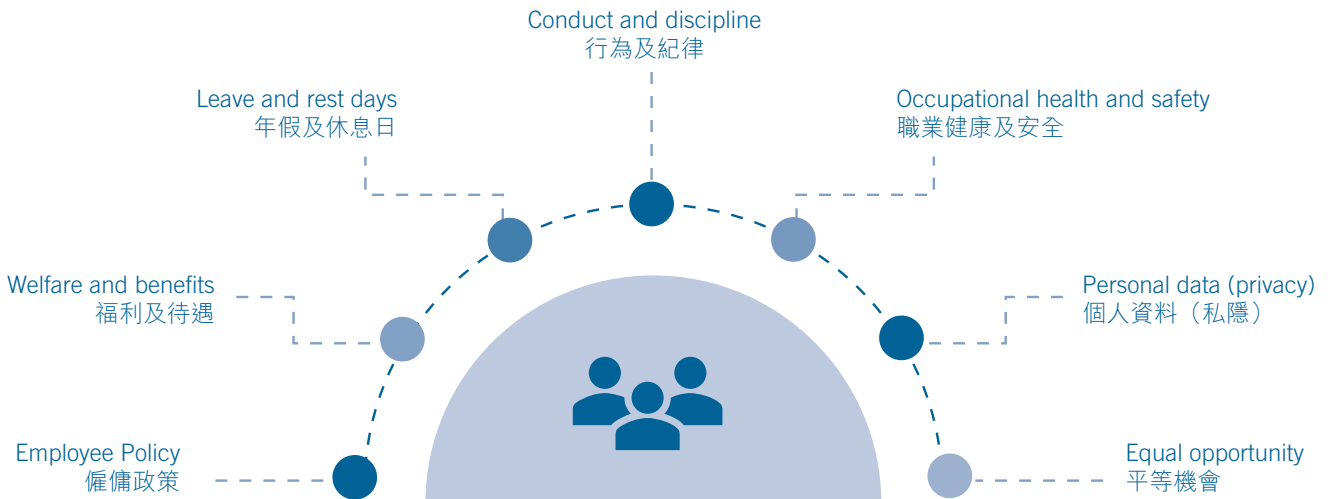 Conduct and discipline
行為及紀律
Leave and rest days
年假及休息日
Occupational health and safety
職業健康及安全
Welfare and benefits
福利及待遇
Personal data (privacy)
個人資料（私隱）
Employee Policy
僱傭政策
Equal opportunity
平等機會